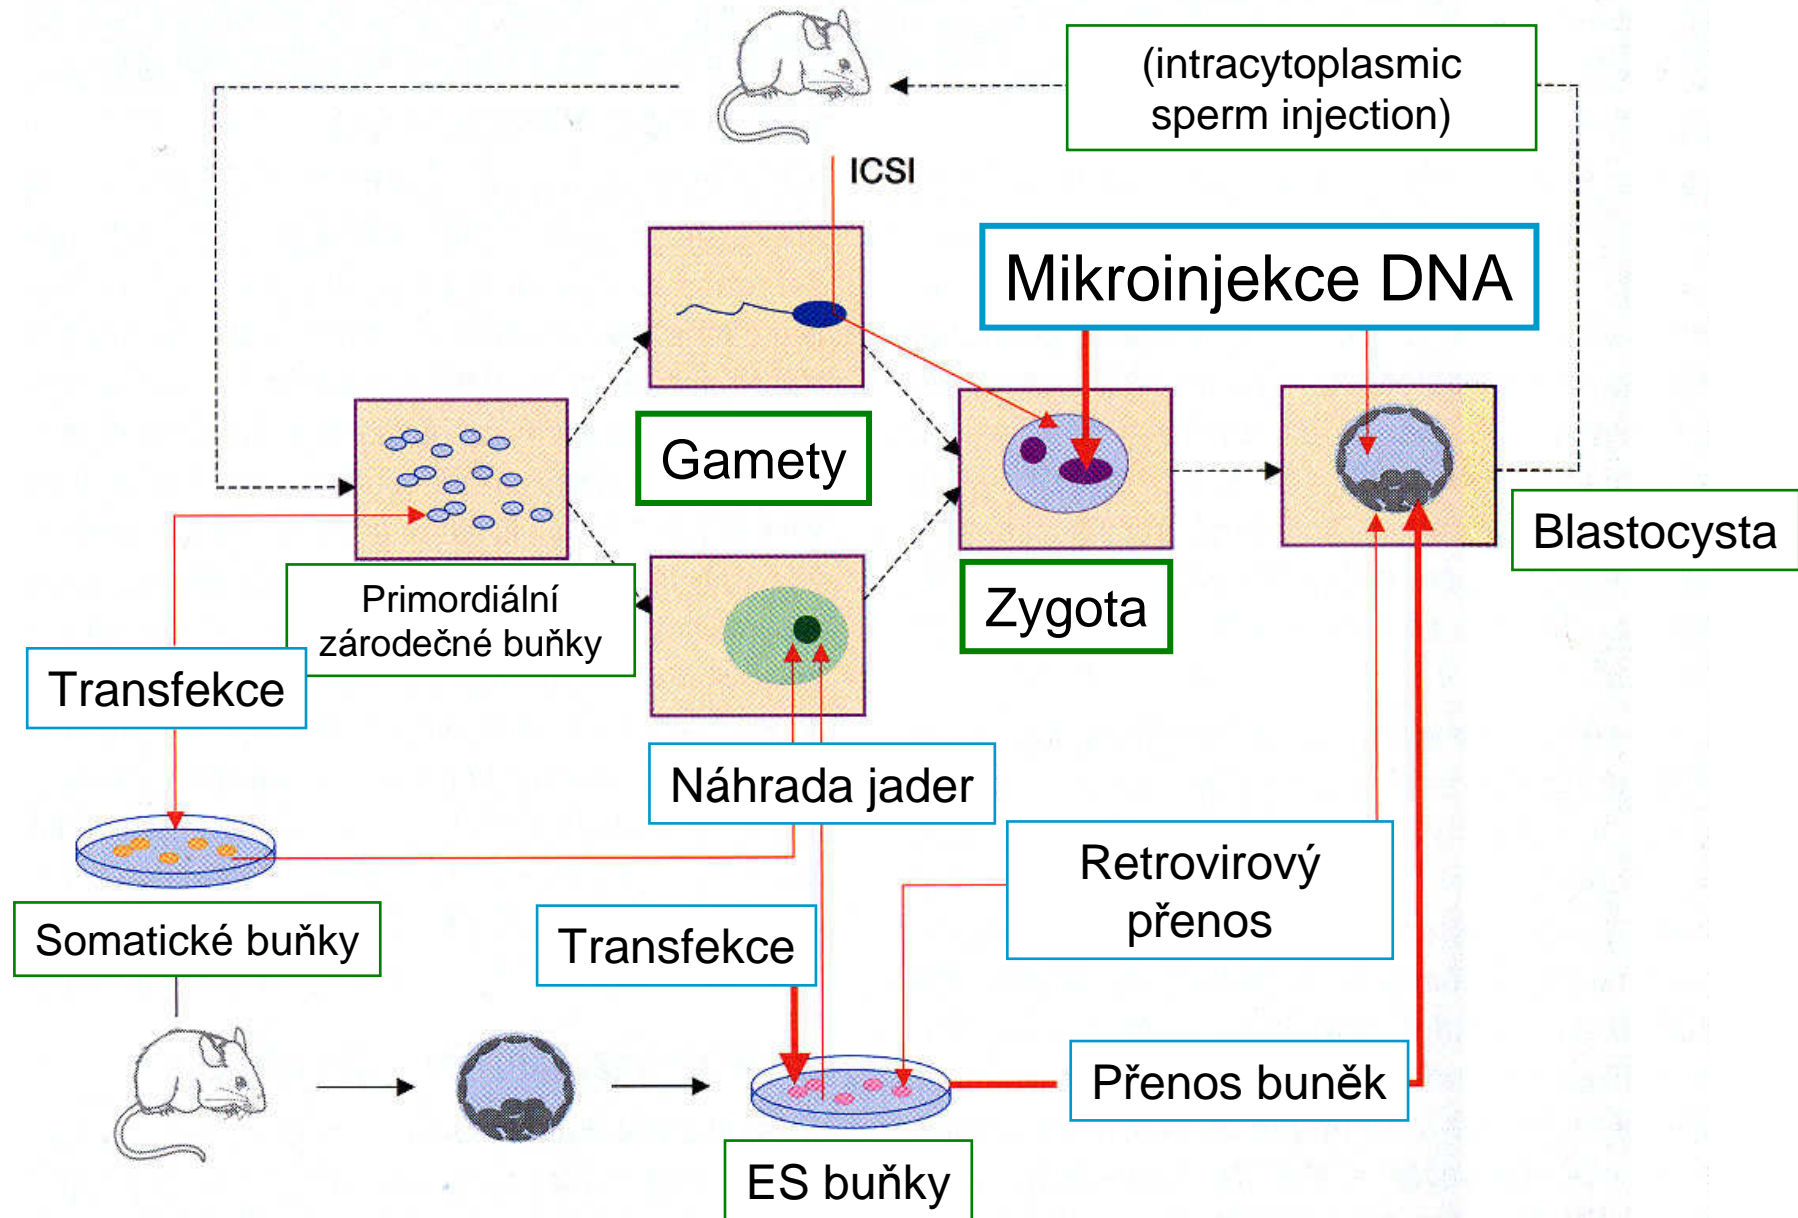 (intracytoplasmic
sperm injection)
ICSI
Mikroinjekce DNA
Gamety
Zygota
Blastocysta
Primordiální
zárodečné buňky
Transfekce
Náhrada jader
Retrovirový
přenos
Somatické buňky
Transfekce
Přenos buněk
ES buňky